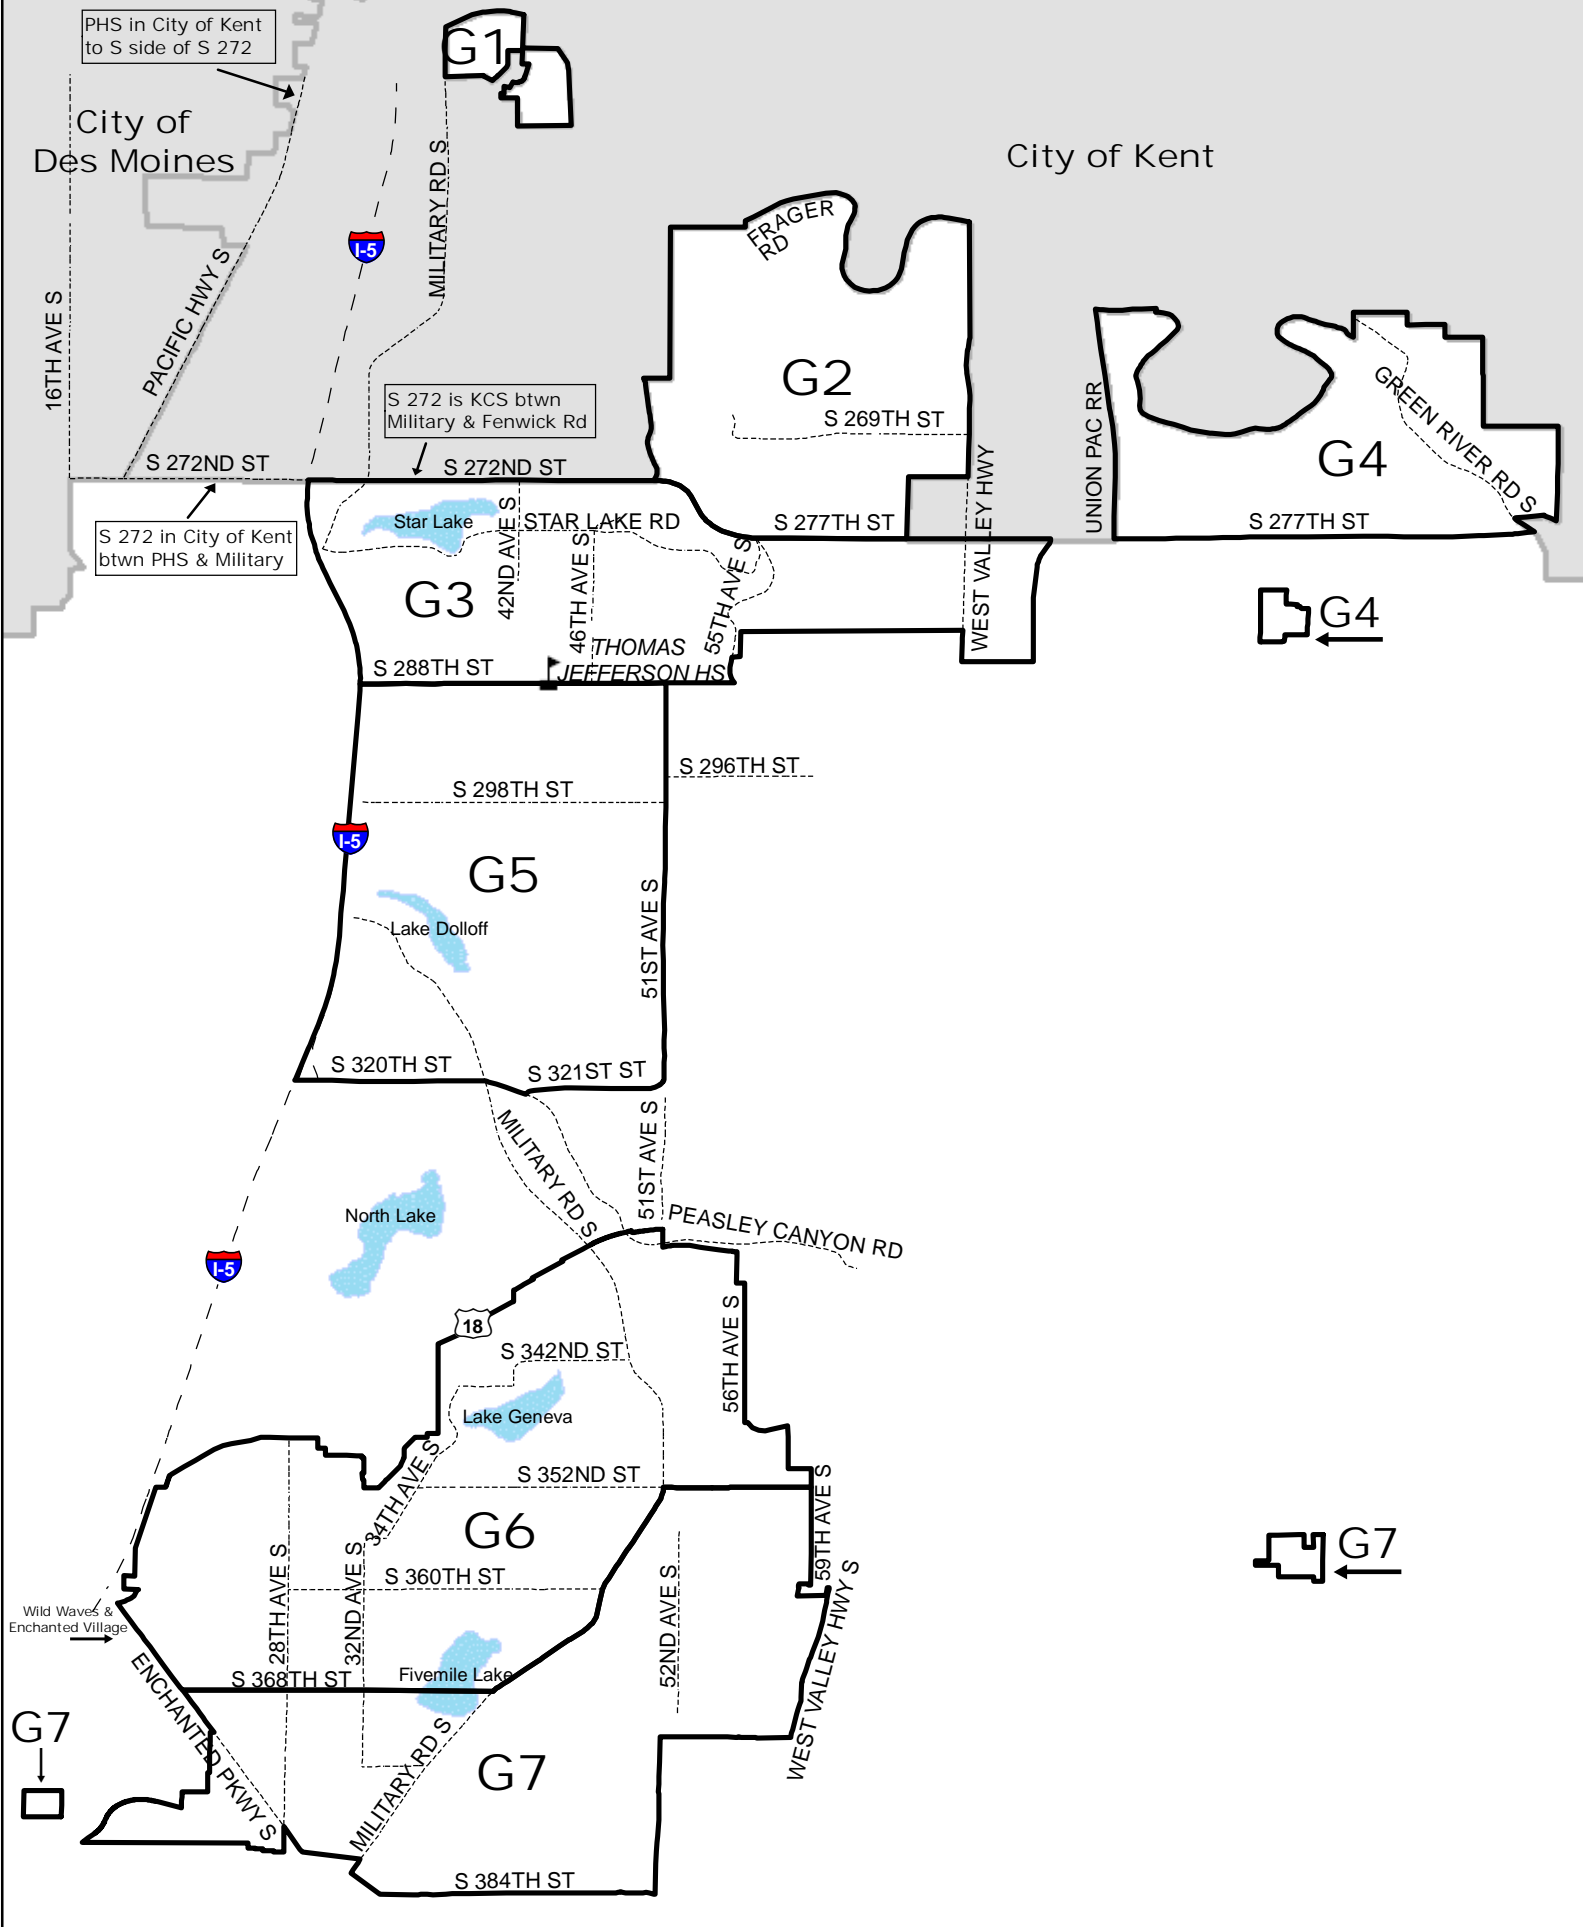 PHS in City of Kent
to S side of S 272
G1
City of
Des Moines
City of Kent
MILITARY RD S
FRAGER
RD
I-5
PACIFIC HWY S
16TH AVE S
G2
S 269TH ST
S 272 is KCS btwn
Military & Fenwick Rd
UNION PAC RR
GREEN RIVER RD S
G4
S 272ND ST
S 272ND ST
WEST VALLEY HWY
S 277TH ST
S 277TH ST
S 272 in City of Kent
btwn PHS & Military
Star Lake
42ND AVE S
STAR LAKE RD
46TH AVE S
55TH AVE S
G3
G4
THOMAS
JEFFERSON HS
S 288TH ST
S 296TH ST
S 298TH ST
I-5
G5
Lake Dolloff
51ST AVE S
S 320TH ST
S 321ST ST
MILITARY RD S
51ST AVE S
North Lake
PEASLEY CANYON RD
I-5
18
56TH AVE S
S 342ND ST
Lake Geneva
34TH AVE S
S 352ND ST
59TH AVE S
G6
G7
28TH AVE S
32ND AVE S
S 360TH ST
52ND AVE S
WEST VALLEY HWY S
Wild Waves &
Enchanted Village
ENCHANTED PKWY S
S 368TH ST
Fivemile Lake
G7
MILITARY RD S
G7
S 384TH ST